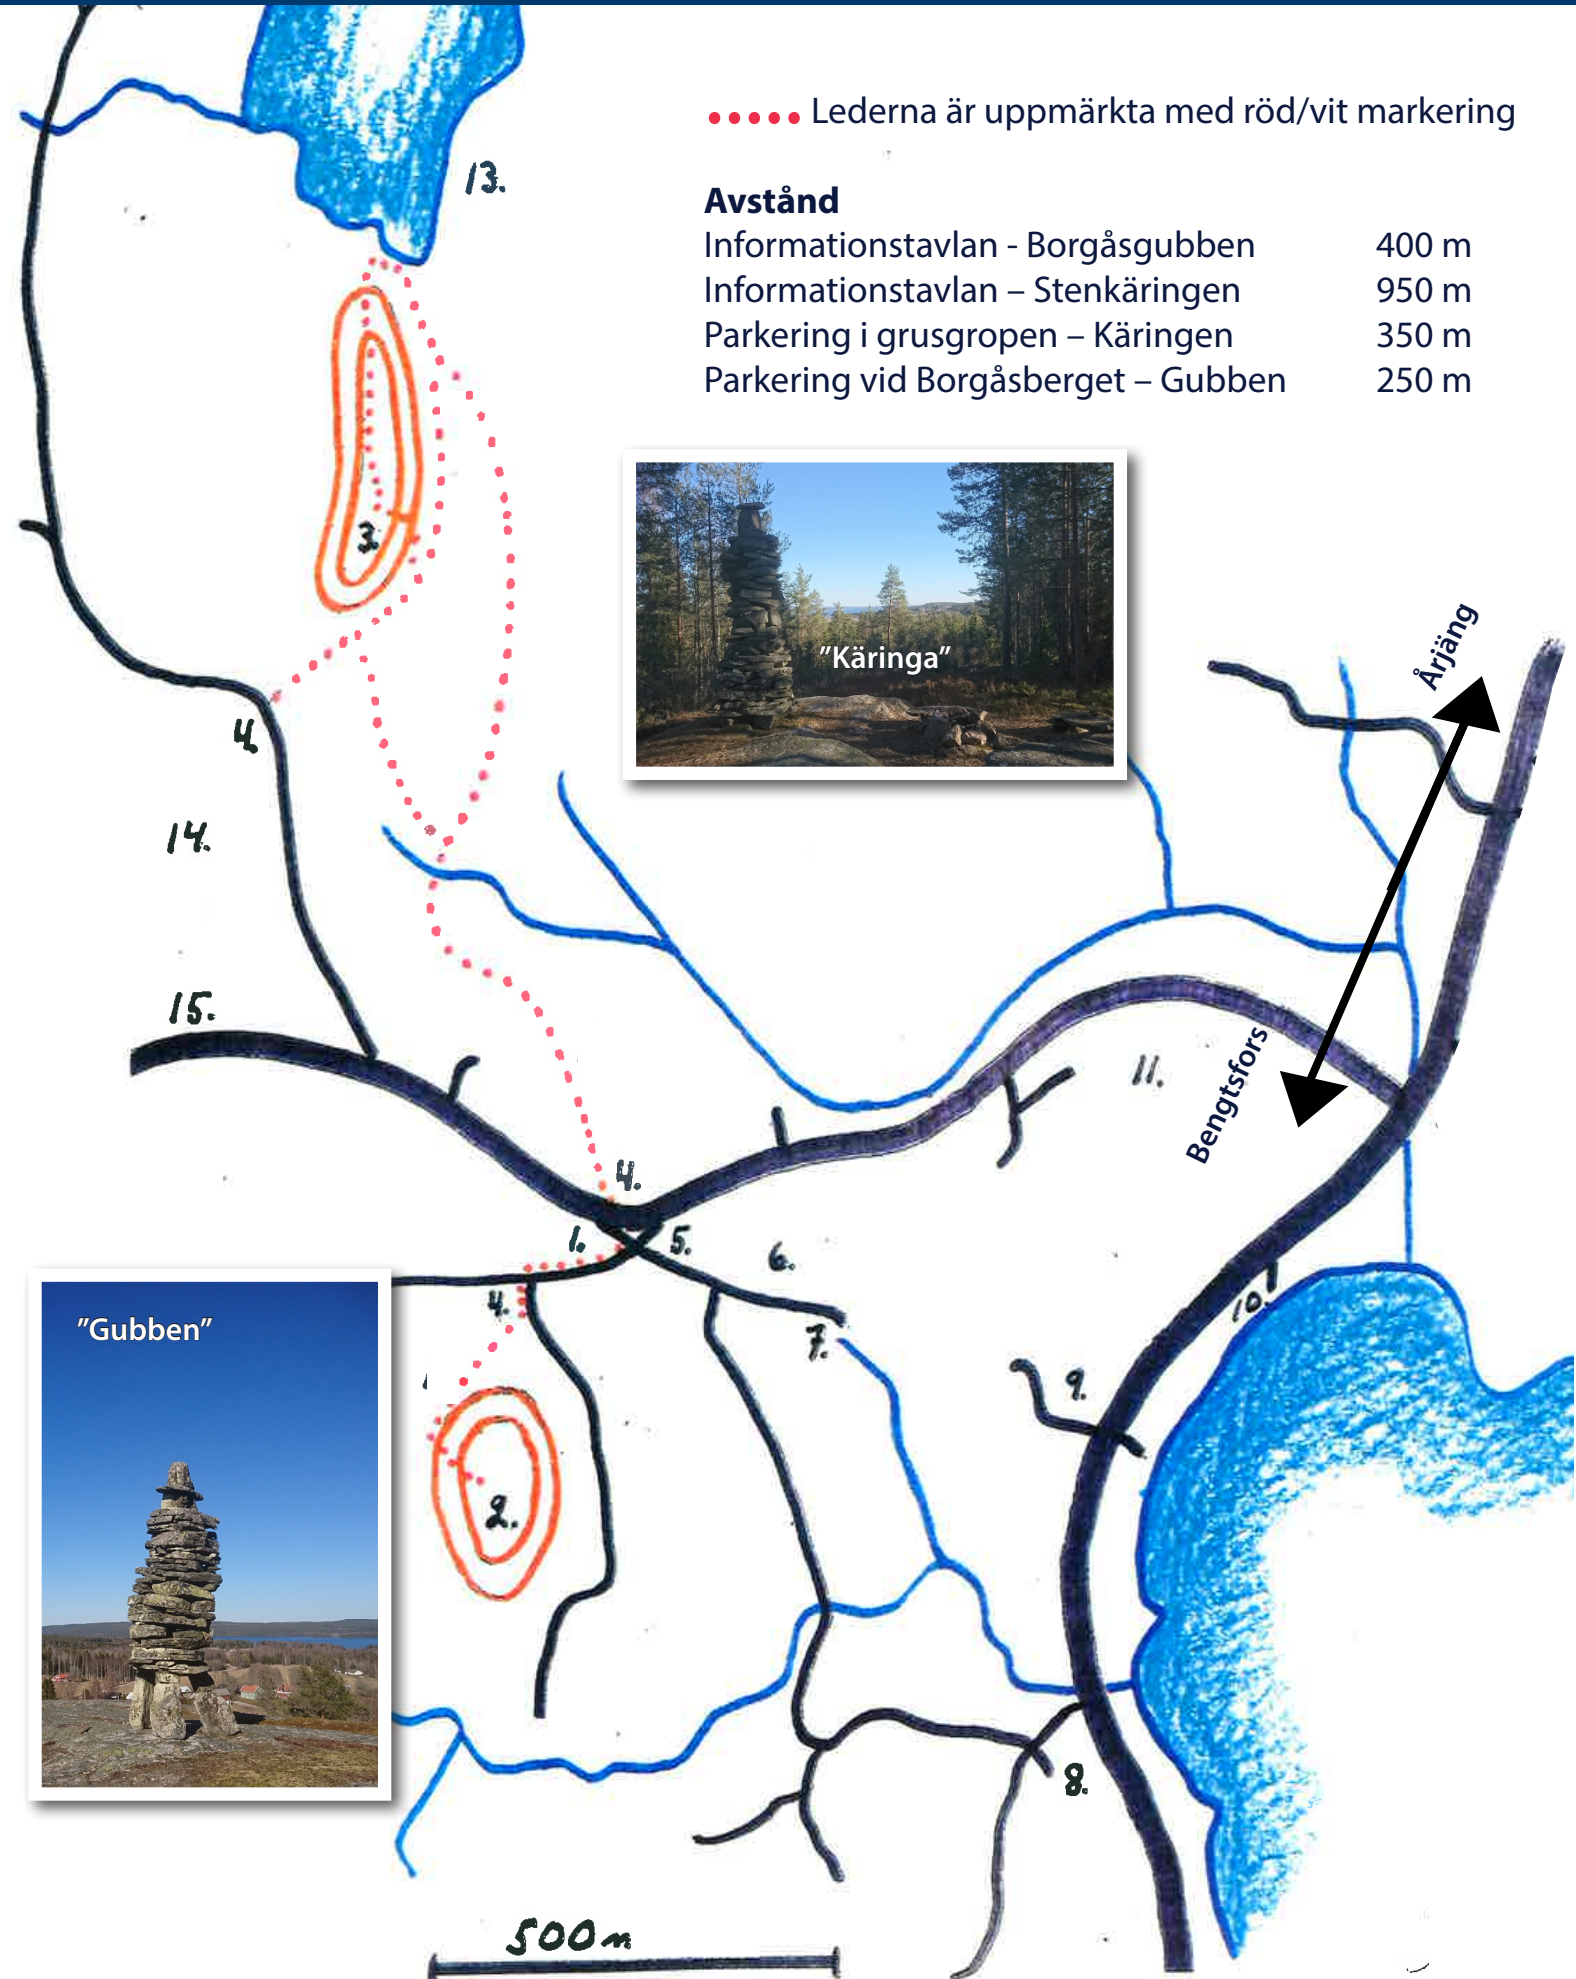 Lederna är uppmärkta med röd/vit markering
13.
Avstånd
Informationstavlan - Borgåsgubben 400 m
Informationstavlan – Stenkäringen 950 m
Parkering i grusgropen – Käringen 350 m
Parkering vid Borgåsberget – Gubben 250 m
3.
"Käringa"
Årjäng
4.
14.
15.
11.
Bengtsfors
4.
1.
5.
6.
4.
10.
7.
"Gubben"
9.
2.
8.
500m